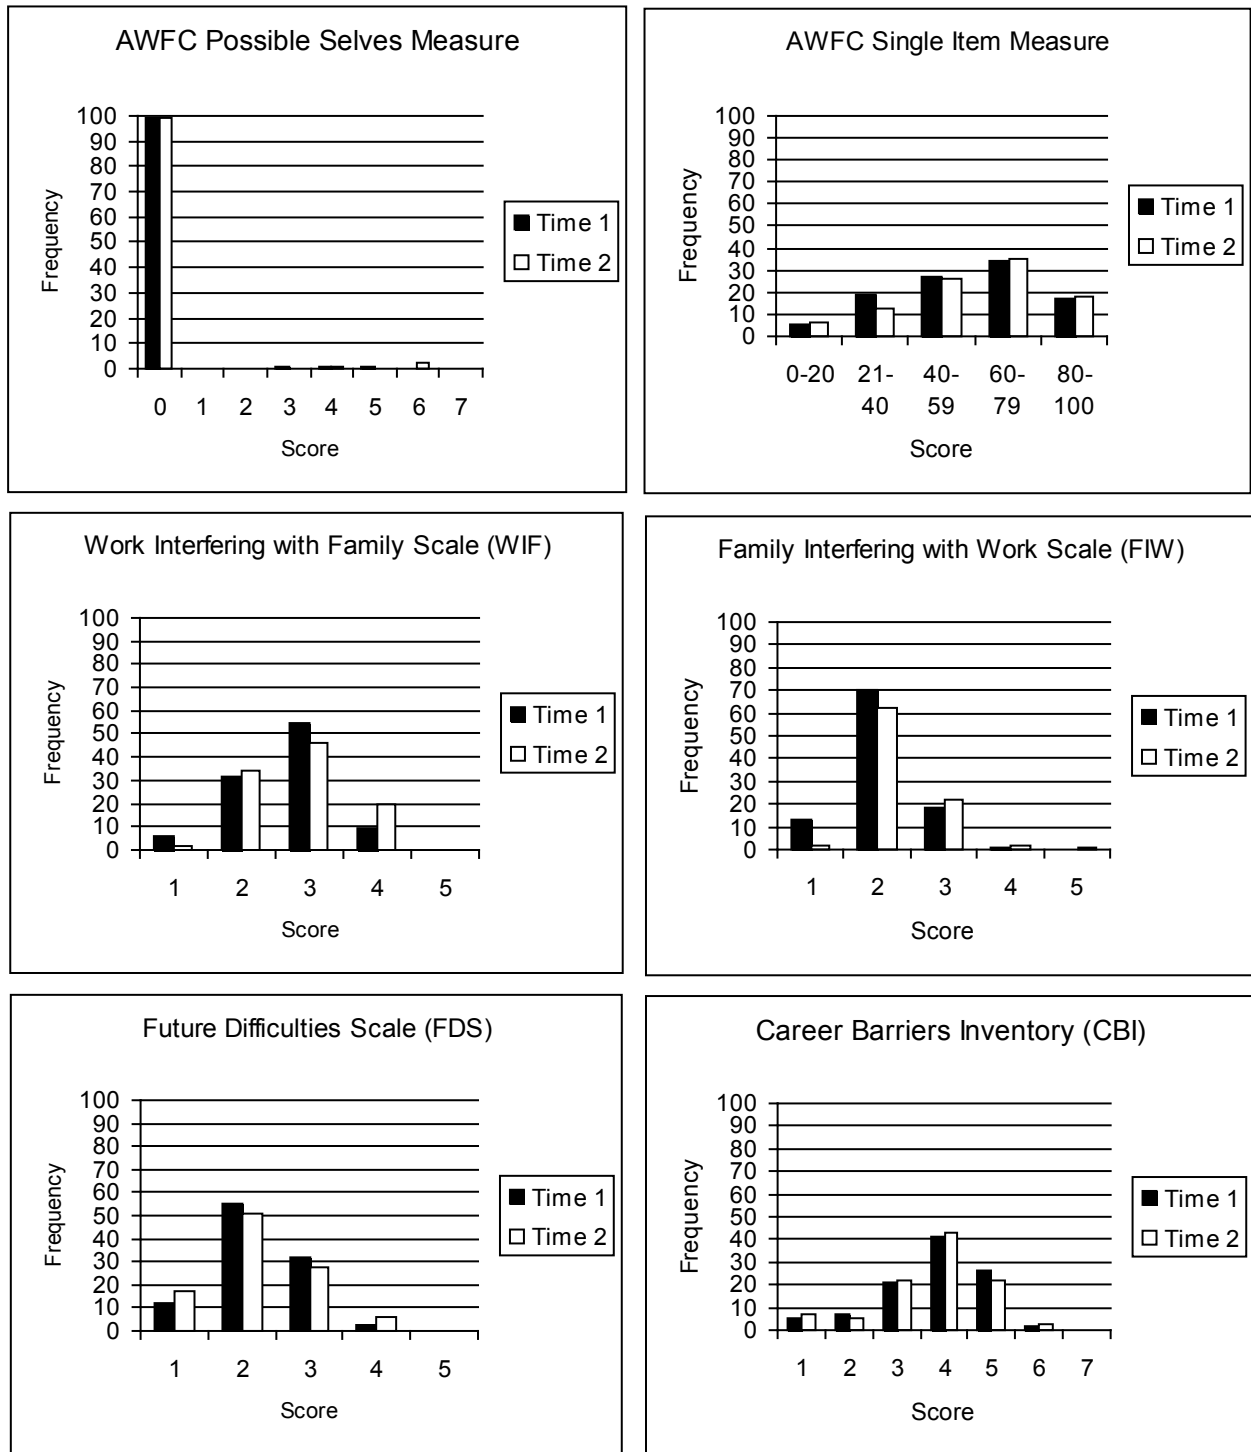 AWFC Possible Selves Measure
100
90
80
70
60
50
40
30
20
10
0
Frequency
0 1 2 3 4 5 6 7
Score
Time 1
Time 2
AWFC Single Item Measure
100
90
80
70
60
50
40
30
20
10
0
Frequency
0-20 21- 40- 60- 80-
40 59 79 100
Score
Time 1
Time 2
Work Interfering with Family Scale (WIF)
100
90
80
70
60
50
40
30
20
10
0
Frequency
1 2 3 4 5
Score
Time 1
Time 2
Family Interfering with Work Scale (FIW)
100
90
80
70
60
50
40
30
20
10
0
Frequency
1 2 3 4 5
Score
Time 1
Time 2
Future Difficulties Scale (FDS)
100
90
80
70
60
50
40
30
20
10
0
Frequency
1 2 3 4 5
Score
Time 1
Time 2
Career Barriers Inventory (CBI)
100
90
80
70
60
50
40
30
20
10
0
Frequency
1 2 3 4 5 6 7
Score
Time 1
Time 2